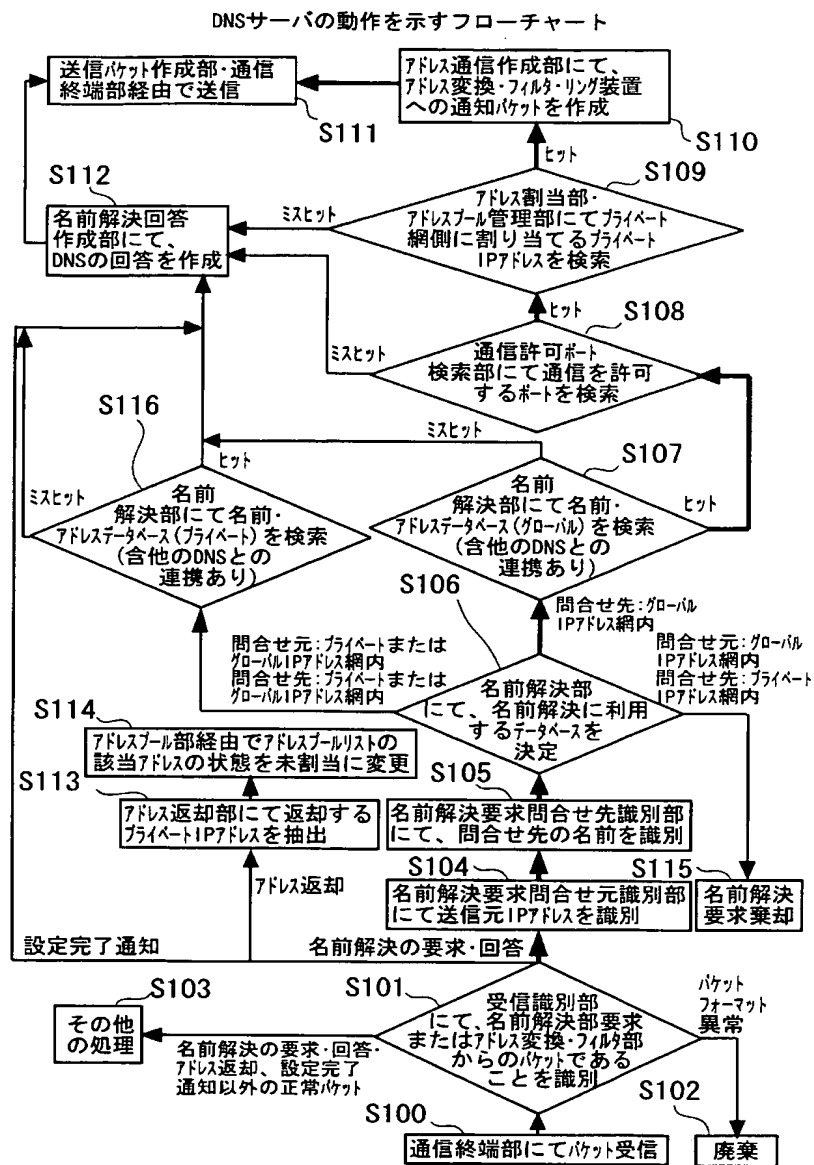 DNSサーバの動作を示すフローチャート
送信パケット作成部・通信
終端部経由で送信
S111
アドレス通信作成部にて、
アドレス変換・フィルタ・リング装置
への通知パケットを作成
S110
ヒット
S109
アドレス割当部・
アドレスプール管理部にてプライベート
網側に割り当てるプライベート
IPアドレスを検索
ミスヒット
S112
名前解決回答
作成部にて、
DNSの回答を作成
ヒット
S108
通信許可ポート
検索部にて通信を許可
するポートを検索
ミスヒット
S116
ミスヒット
名前
解決部にて名前・
アドレスデータベース(プライベート)を検索
(含他のDNSとの
連携あり)
ヒット
ミスヒット
S107
名前
解決部にて名前・
アドレスデータベース(グローバル)を検索
(含他のDNSとの
連携あり)
ヒット
S106
問合せ先:グローバル
IPアドレス網内
問合せ元:プライベートまたは
グローバルIPアドレス網内
問合せ先:プライベートまたは
グローバルIPアドレス網内
問合せ元:グローバル
IPアドレス網内
問合せ先:プライベート
IPアドレス網内
名前解決部
にて、名前解決に利用
するデータベースを
決定
S114
アドレスプール部経由でアドレスプールリストの
該当アドレスの状態を未割当に変更
S113
アドレス返却部にて返却する
プライベートIPアドレスを抽出
S105
名前解決要求問合せ先識別部
にて、問合せ先の名前を識別
S104
名前解決要求問合せ元識別部
にて送信元IPアドレスを識別
S115
名前解決
要求棄却
アドレス返却
設定完了通知
名前解決の要求・回答
S103
その他
の処理
S101
受信識別部
にて、名前解決部要求
またはアドレス変換・フィルタ部
からのパケットである
ことを識別
パケット
フォーマット
異常
名前解決の要求・回答・
アドレス返却、設定完了
通知以外の正常パケット
S100
通信終端部にてパケット受信
S102
廃棄